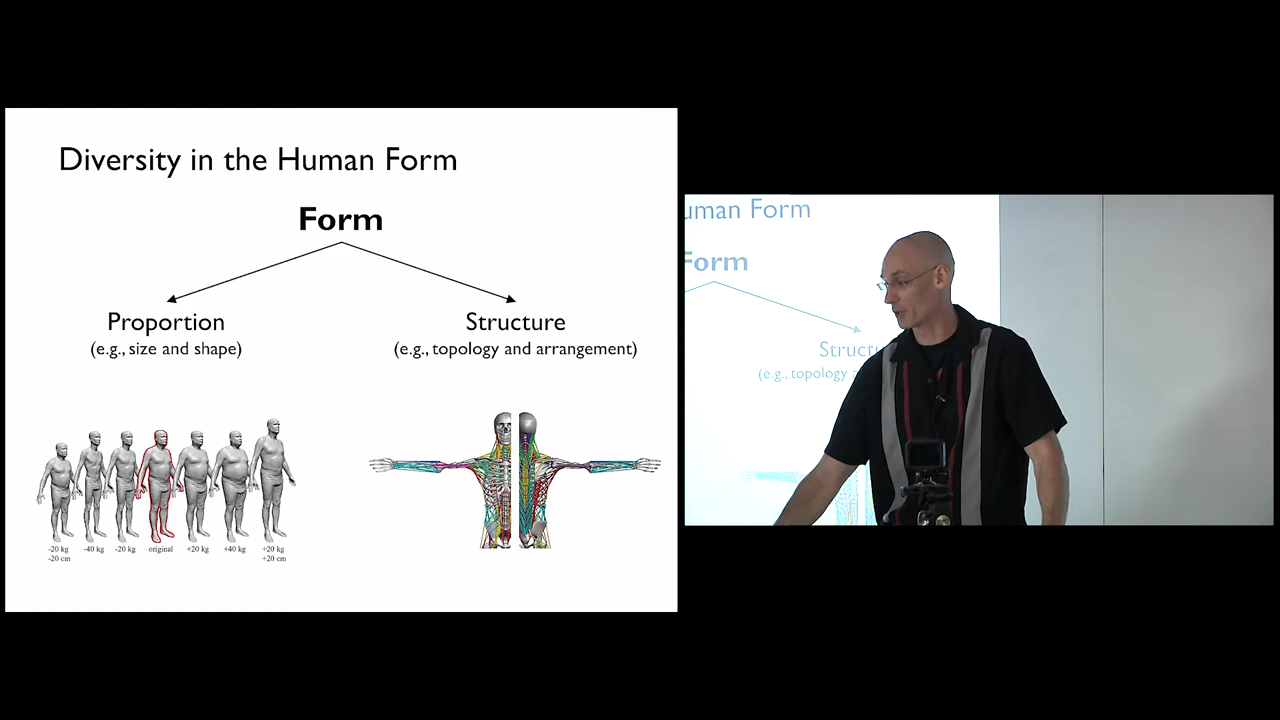 Diversity in the Human Form
Form
Proportion
(e.g., size and shape)
Structure
(e.g., topology and arrangement)
-20 kg
-20 cm
-40 kg
-20 kg
original
+20 kg
+40 kg
+20 kg
+20 cm
uman Form
Form
Structu
(e.g., topology a